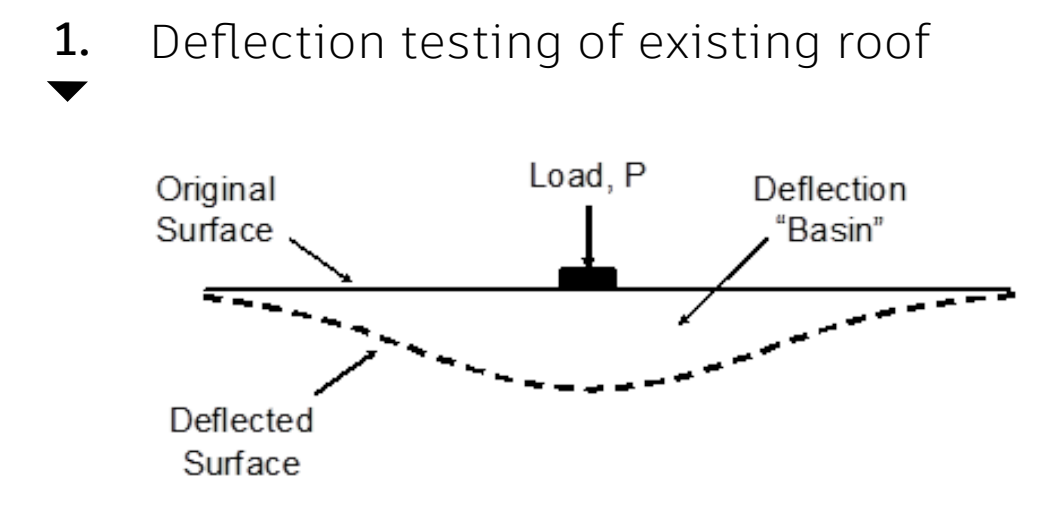 1. Deflection testing of existing roof
Original
Surface
Load, P
Deflection
“Basin”
Deflected
Surface